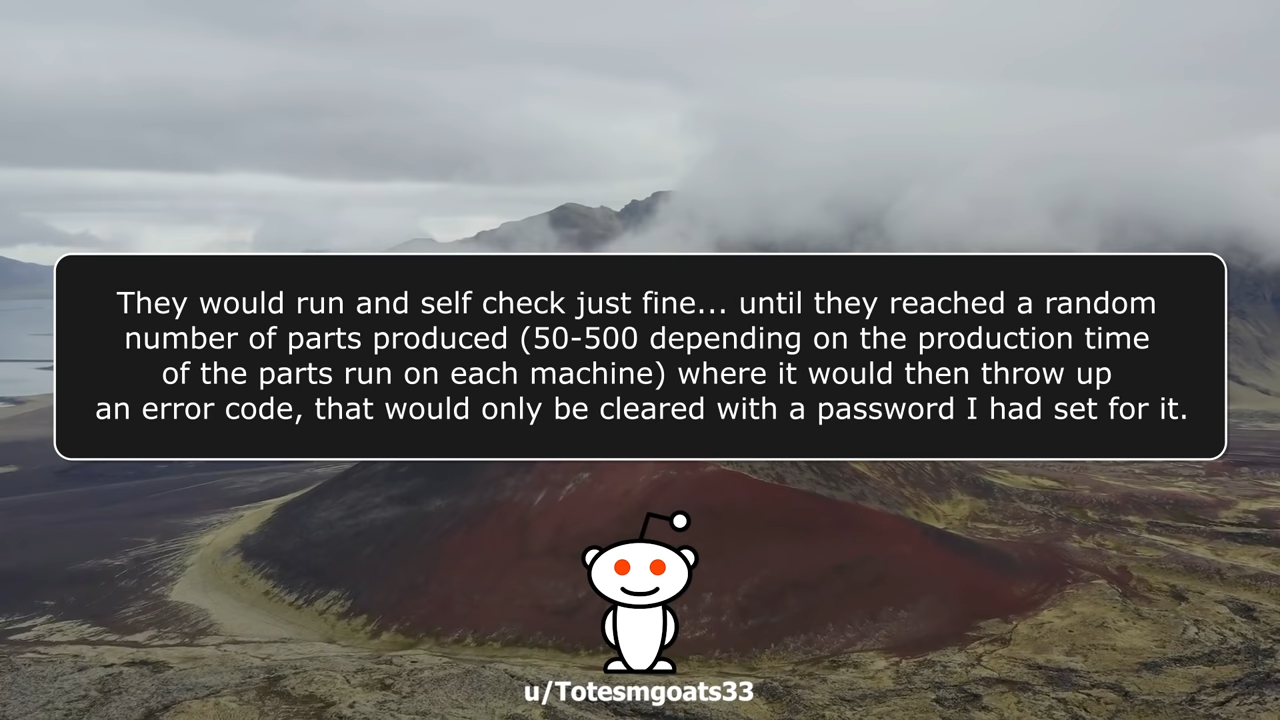 They would run and self check just fine... until they reached a random
number of parts produced (50-500 depending on the production time
of the parts run on each machine) where it would then throw up
an error code, that would only be cleared with a password I had set for it.
u/Totesmgoats33